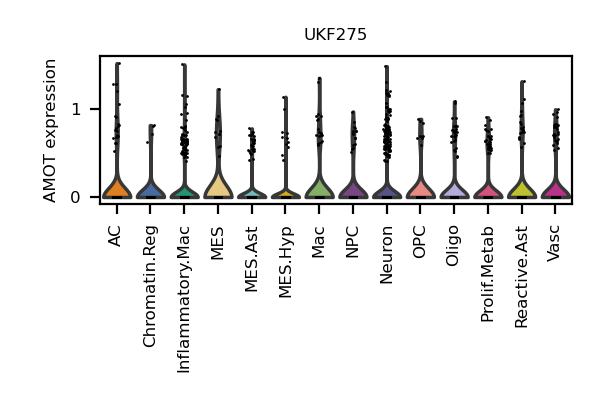 UKF275
AMOT expression
1
0
AC
Chromatin.Reg
Inflammatory.Mac
MES
MES.Ast
MES.Hyp
Mac
NPC
Neuron
OPC
Oligo
Prolif.Metab
Reactive.Ast
Vasc